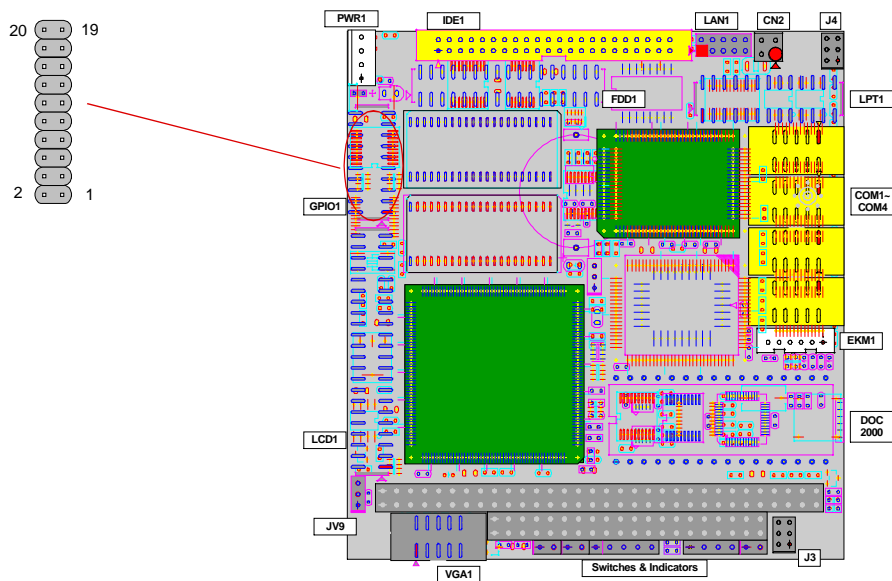 PWR1
IDE1
LAN1
CN2
J4
20
19
FDD1
LPT1
2
1
GPIO1
COM1~
COM4
EKM1
LCD1
DOC
2000
JV9
VGA1
Switches & Indicators
J3